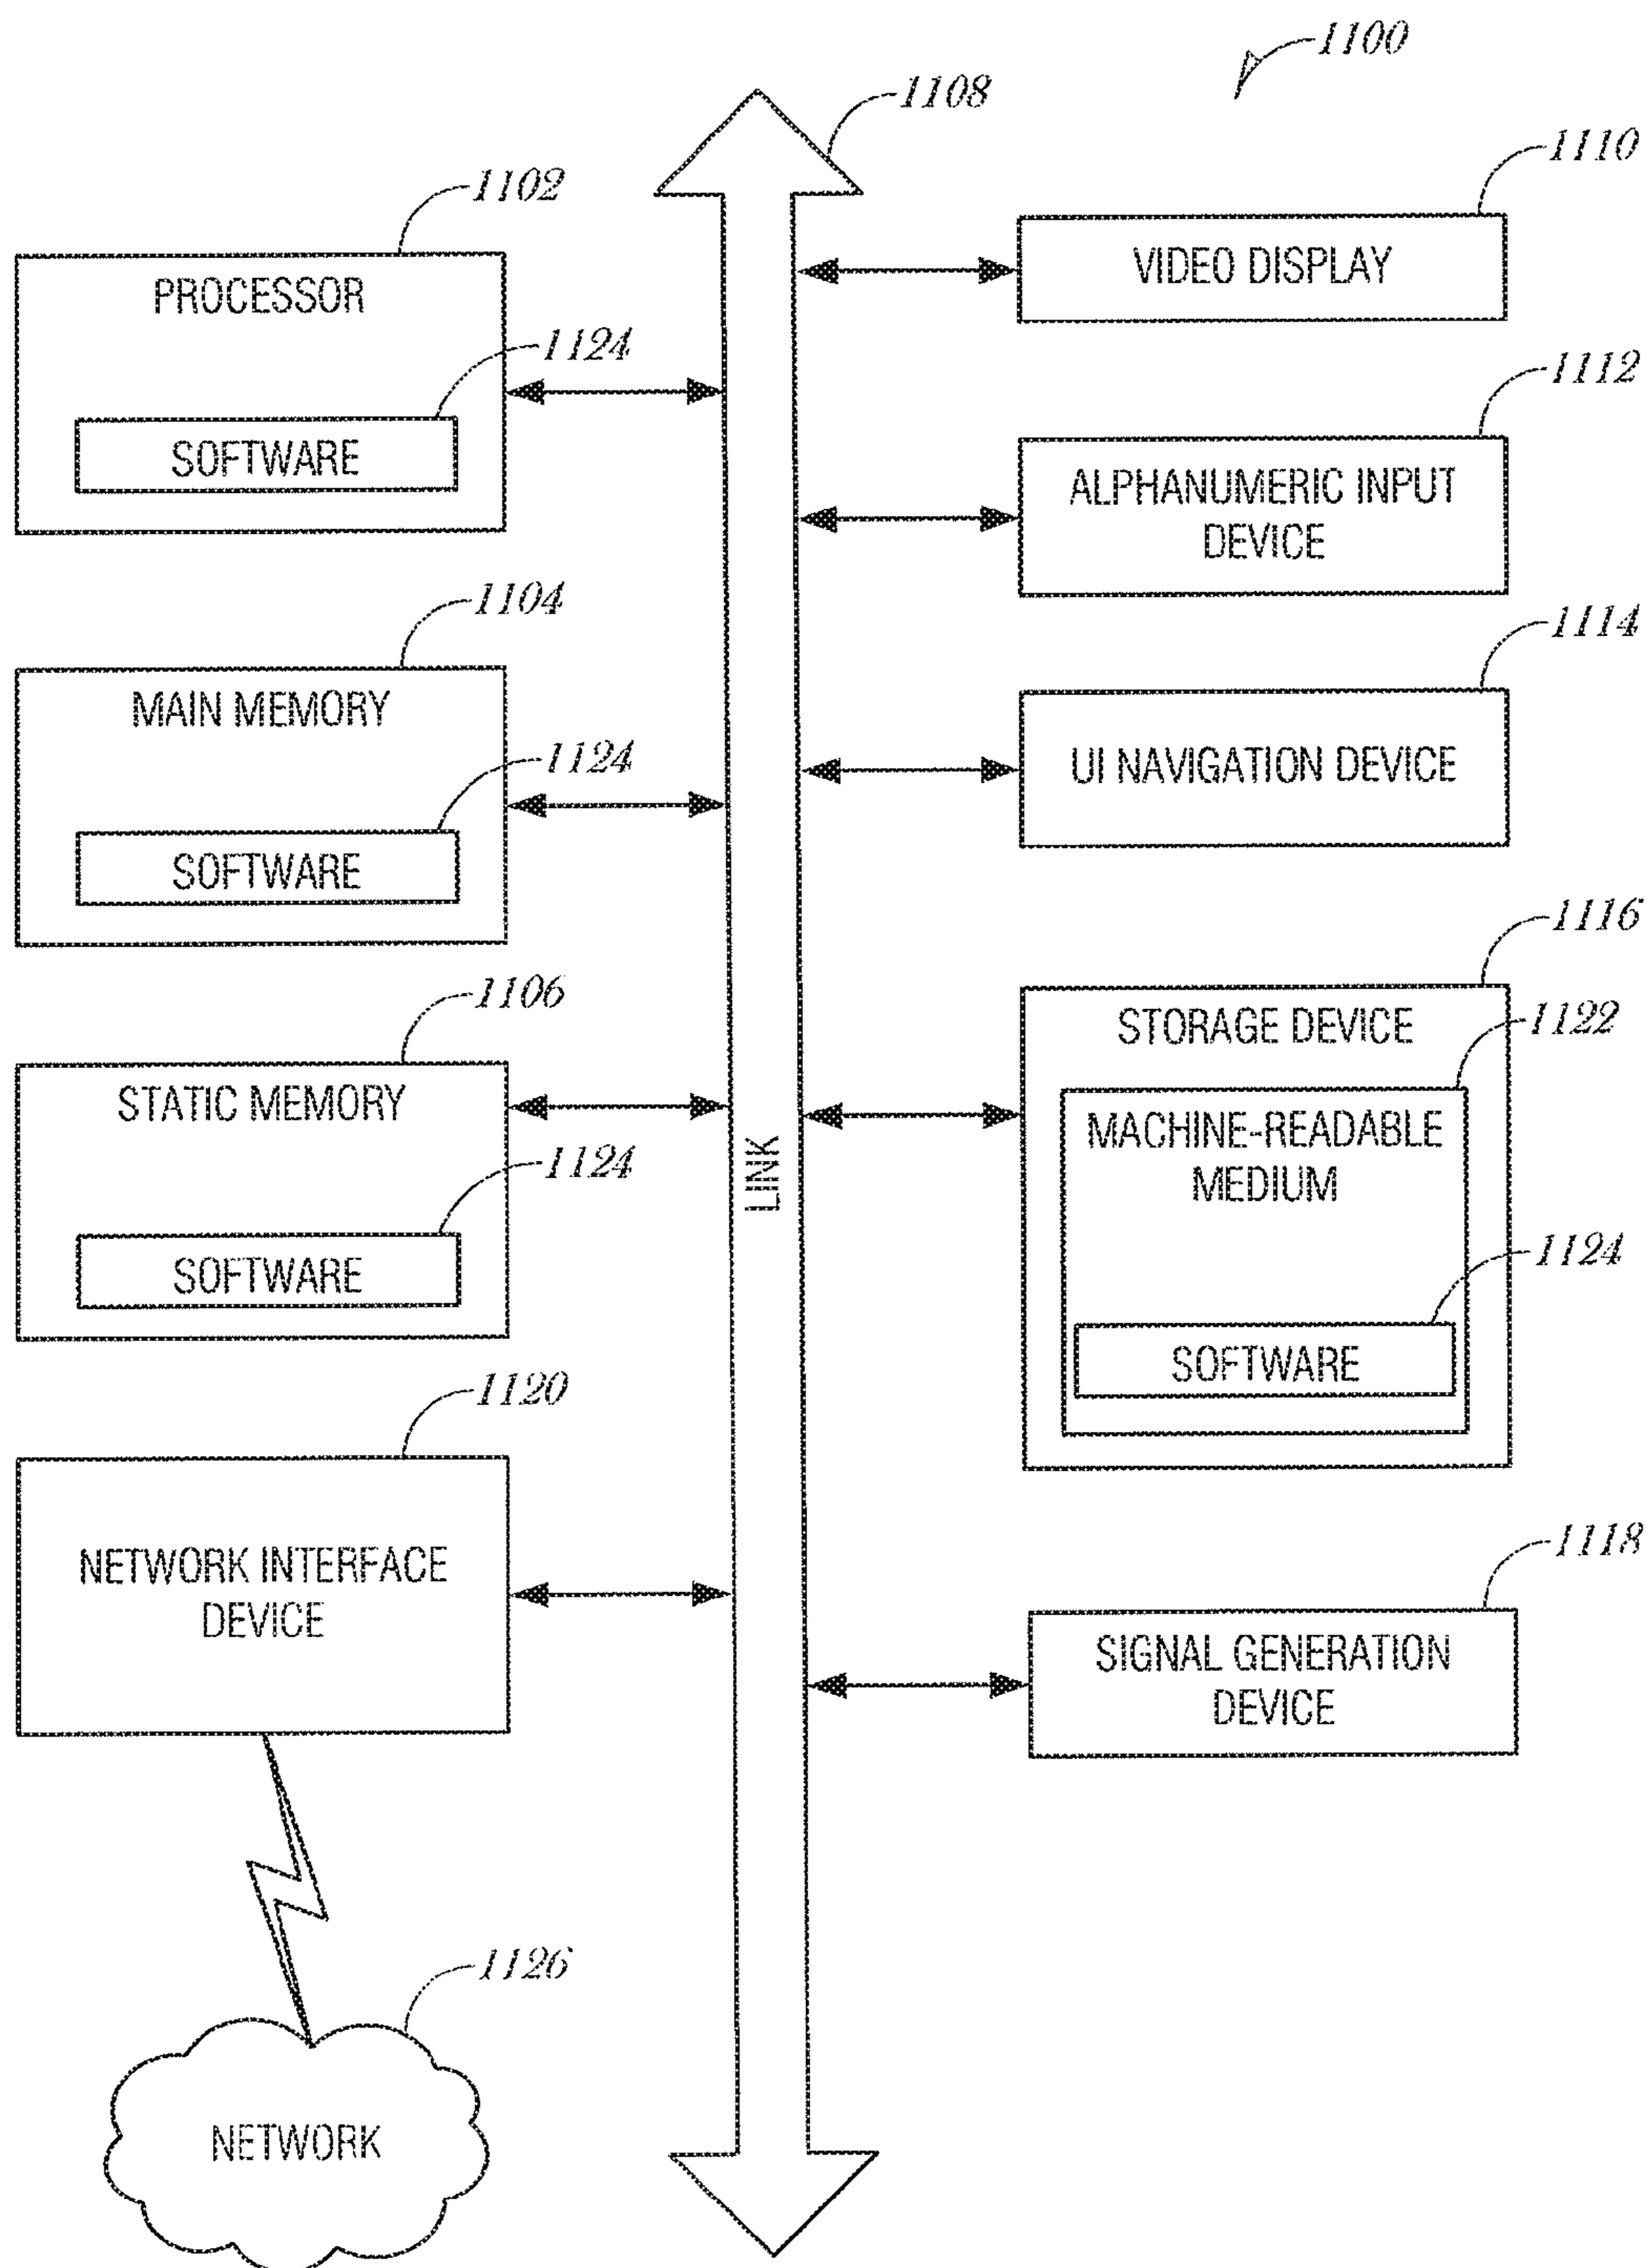 1100
1108
1102
PROCESSOR
1124
SOFTWARE
1104
MAIN MEMORY
1124
SOFTWARE
1106
STATIC MEMORY
1124
SOFTWARE
1120
NETWORK INTERFACE
DEVICE
1126
NETWORK
LINK
1110
VIDEO DISPLAY
1112
ALPHANUMERIC INPUT
DEVICE
1114
UI NAVIGATION DEVICE
1116
STORAGE DEVICE
1122
MACHINE-READABLE
MEDIUM
1124
SOFTWARE
1118
SIGNAL GENERATION
DEVICE